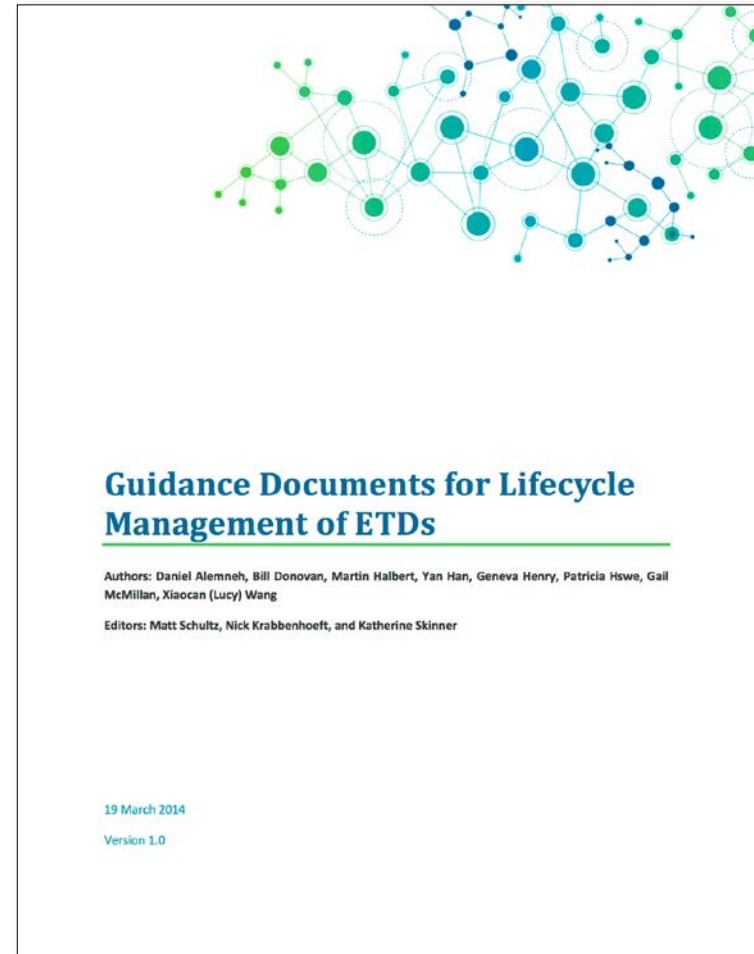 Guidance Documents for Lifecycle
Management of ETDs
Authors: Daniel Alemneh, Bill Donovan, Martin Halbert, Yan Han, Geneva Henry, Patricia Hswe, Gail
McMillan, Xiaocan (Lucy) Wang
Editors: Matt Schultz, Nick Krabbenhoeft, and Katherine Skinner
19 March 2014
Version 1.0